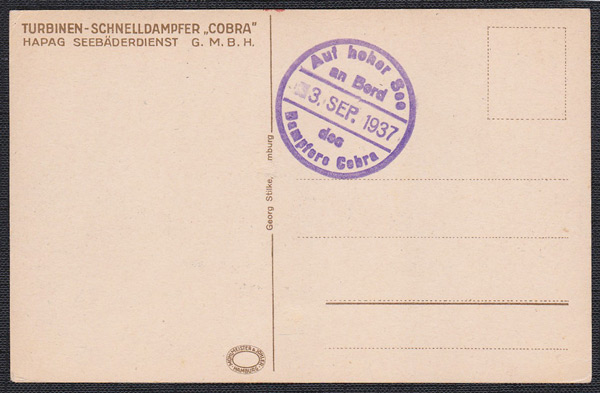 TURBINEN-SCHNELLDAMPFER „COBRA"
HAPAG SEEBÄDERDIENST G. M. B. H.
Auf hoher See
an Bord
3. SEP. 1937
des
Dampfers Cobra
Georg Stilke, mburg
HAMBURG